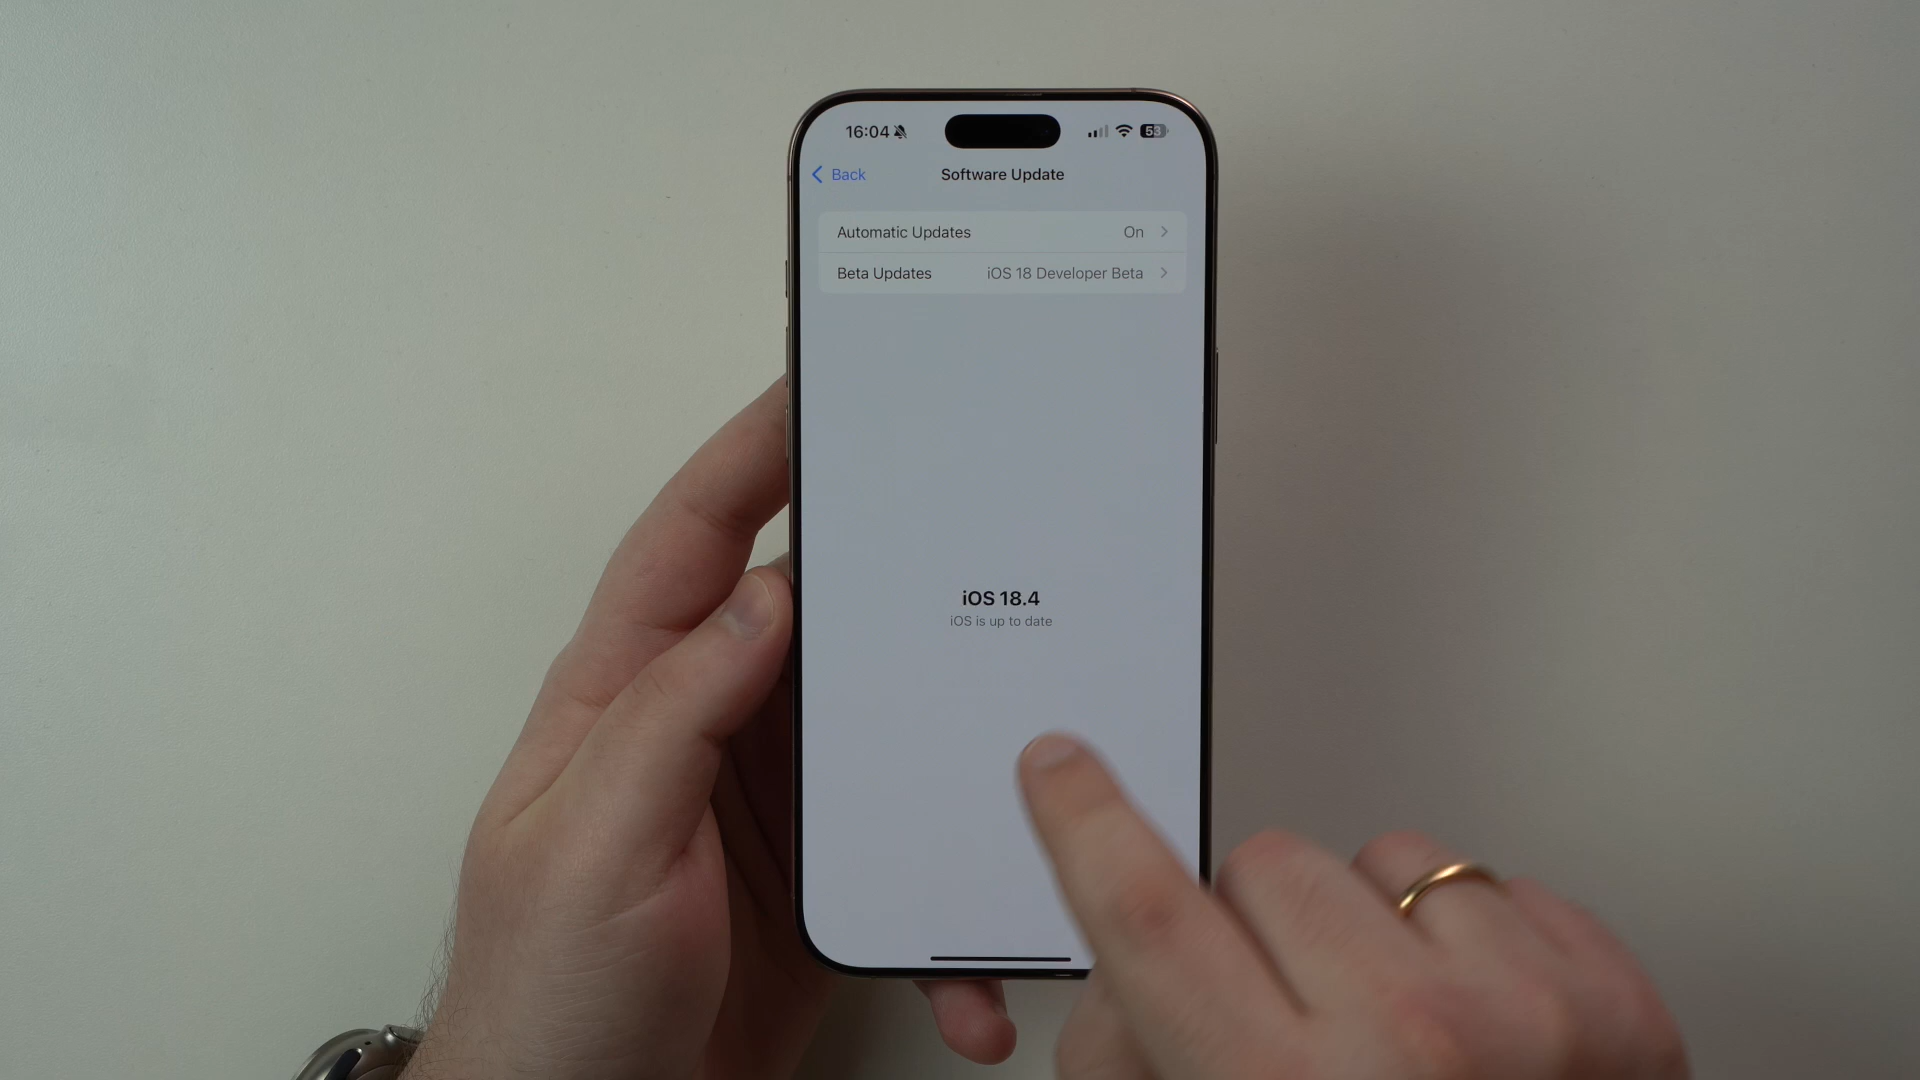 16:04 53
Back Software Update
Automatic Updates On
Beta Updates iOS 18 Developer Beta
iOS 18.4
iOS is up to date